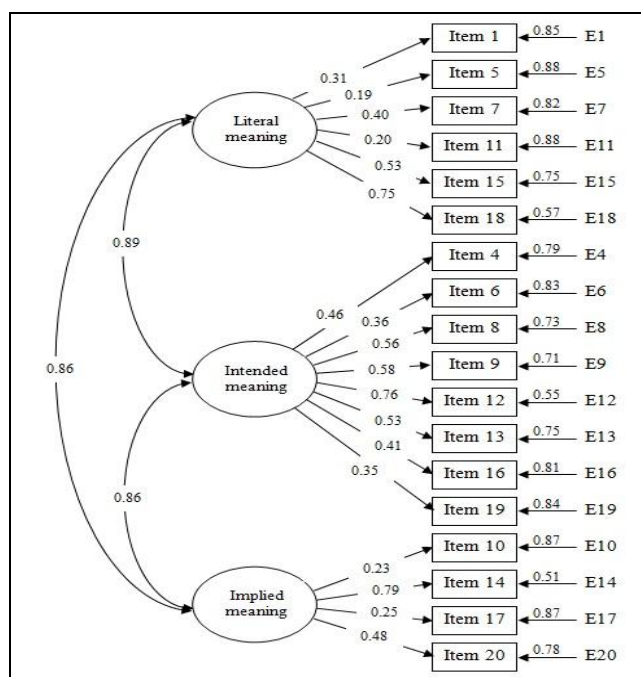 Item 1 0.85 E1
0.31
Item 5 0.88 E5
0.19
Literal
meaning
0.40
Item 7 0.82 E7
0.20
Item 11 0.88 E11
0.53
Item 15 0.75 E15
0.75
Item 18 0.57 E18
0.89
Item 4 0.79 E4
0.46
Item 6 0.83 E6
0.36
Item 8 0.73 E8
0.56
Intended
meaning
0.58
Item 9 0.71 E9
0.86
0.76
Item 12 0.55 E12
0.53
Item 13 0.75 E13
0.41
Item 16 0.81 E16
0.35
Item 19 0.84 E19
0.86
Item 10 0.87 E10
0.23
Implied
meaning
0.79
Item 14 0.51 E14
0.25
Item 17 0.87 E17
0.48
Item 20 0.78 E20